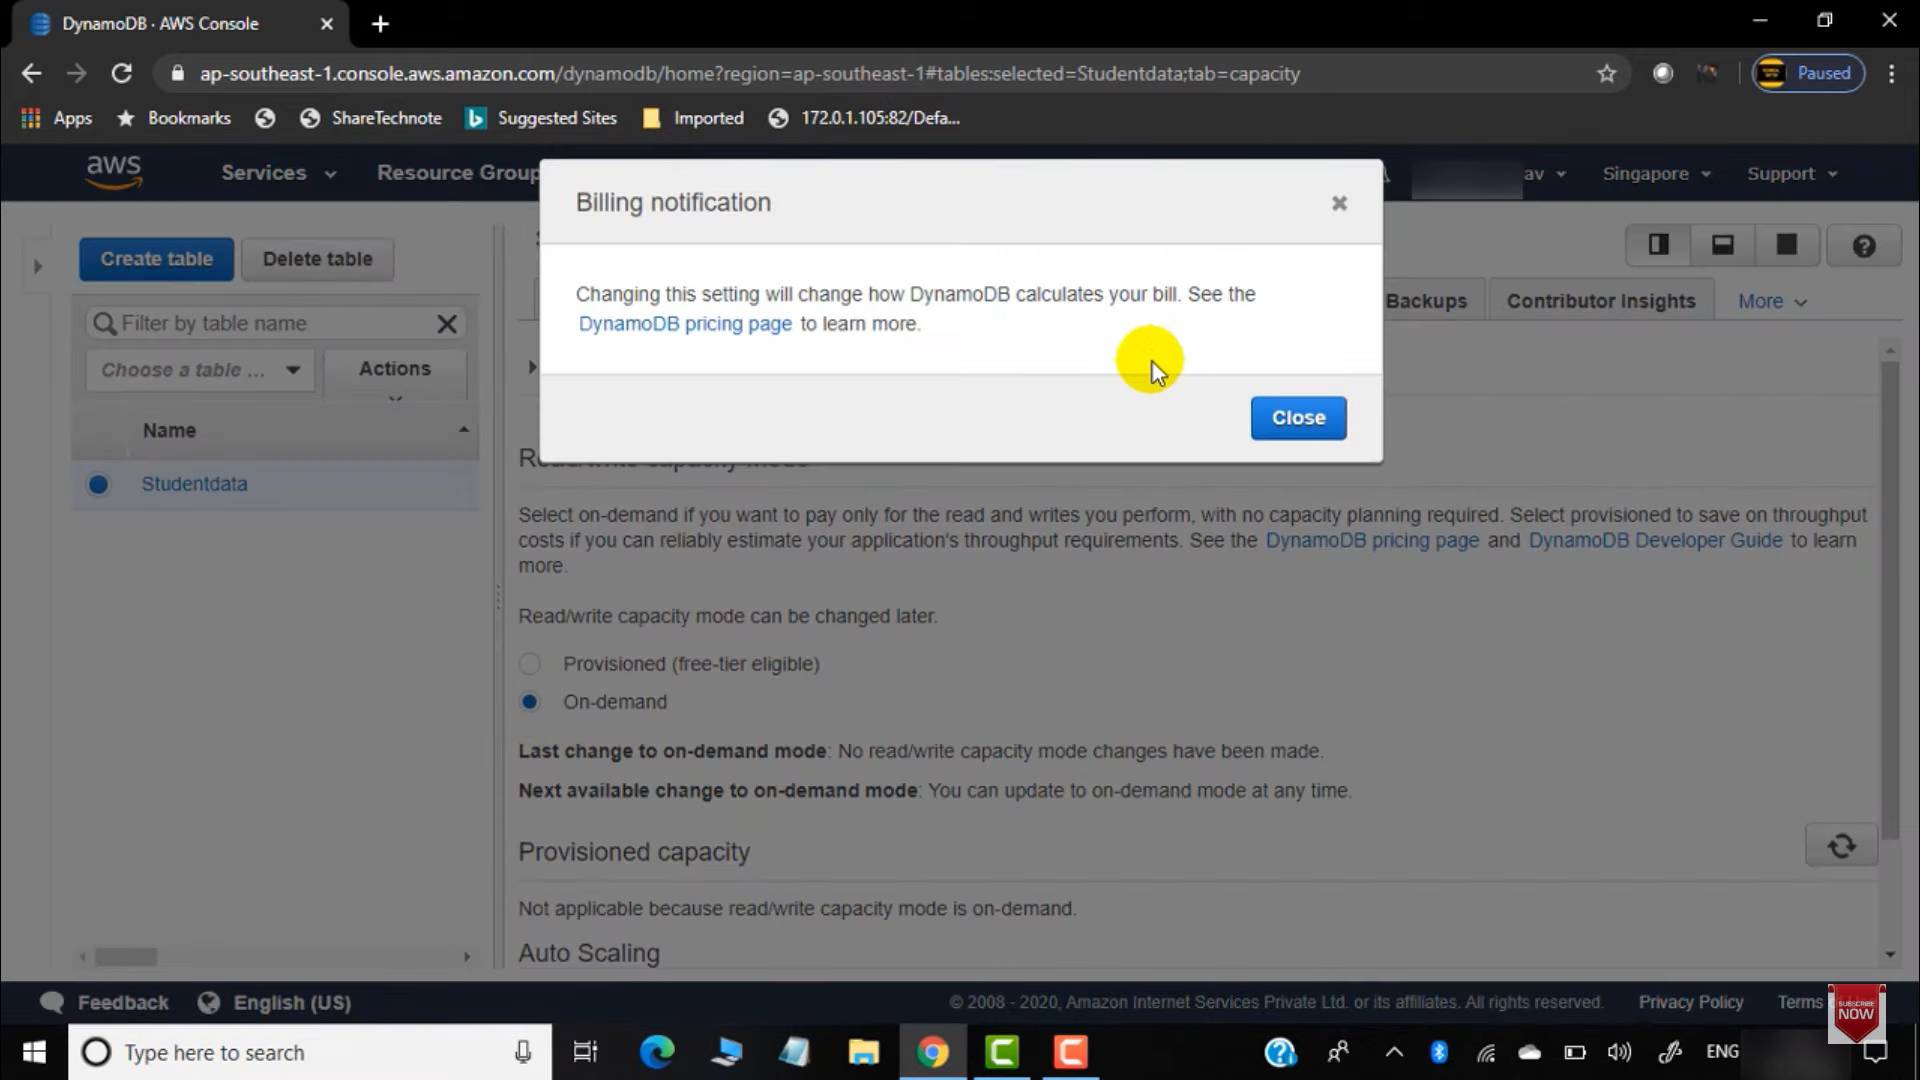 DynamoDB · AWS Console
ap-southeast-1.console.aws.amazon.com/dynamodb/home?region=ap-southeast-1#tables:selected=Studentdata;tab=capacity
Paused
Apps
Bookmarks
ShareTechnote
Suggested Sites
Imported
172.0.1.105:82/Defa...
aws
Services
Resource Group
av
Singapore
Support
Billing notification
Changing this setting will change how DynamoDB calculates your bill. See the
DynamoDB pricing page to learn more.
Close
Create table
Delete table
Filter by table name
Choose a table ...
Actions
Name
Studentdata
Backups
Contributor Insights
More
Read/write capacity mode
Select on-demand if you want to pay only for the read and writes you perform, with no capacity planning required. Select provisioned to save on throughput
costs if you can reliably estimate your application's throughput requirements. See the DynamoDB pricing page and DynamoDB Developer Guide to learn
more.
Read/write capacity mode can be changed later.
Provisioned (free-tier eligible)
On-demand
Last change to on-demand mode: No read/write capacity mode changes have been made.
Next available change to on-demand mode: You can update to on-demand mode at any time.
Provisioned capacity
Not applicable because read/write capacity mode is on-demand.
Auto Scaling
Feedback
English (US)
© 2008 - 2020, Amazon Internet Services Private Ltd. or its affiliates. All rights reserved.
Privacy Policy
Terms
SUBSCRIBE
NOW
Type here to search
ENG